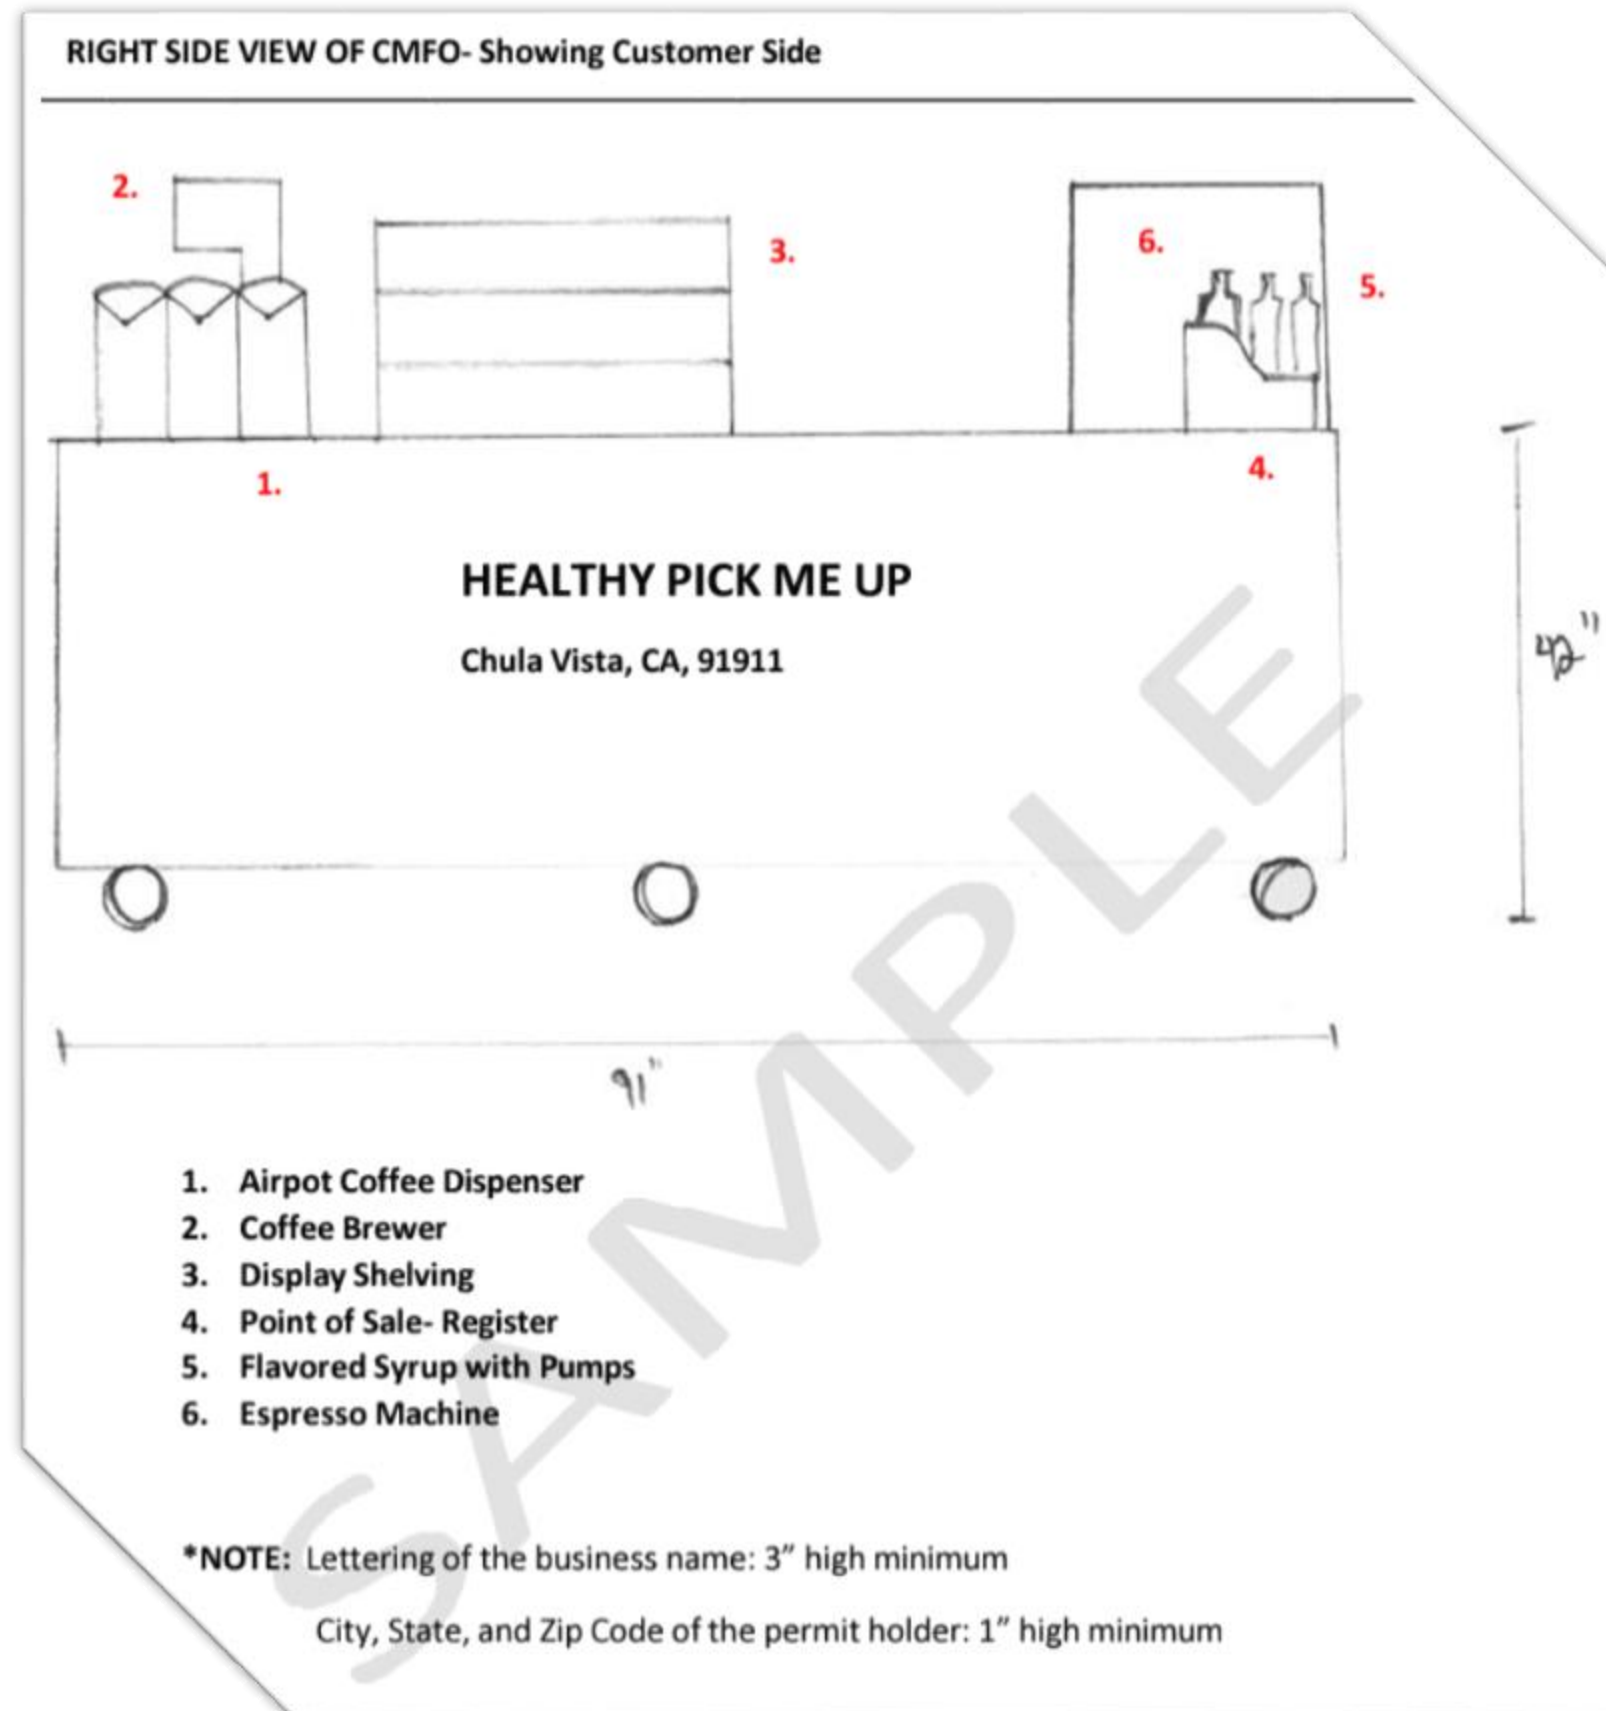 RIGHT SIDE VIEW OF CMFO- Showing Customer Side
2.
3.
6.
5.
1.
4.
HEALTHY PICK ME UP
Chula Vista, CA, 91911
42"
91"
1. Airpot Coffee Dispenser
2. Coffee Brewer
3. Display Shelving
4. Point of Sale- Register
5. Flavored Syrup with Pumps
6. Espresso Machine
*NOTE: Lettering of the business name: 3” high minimum
City, State, and Zip Code of the permit holder: 1” high minimum
SAMPLE